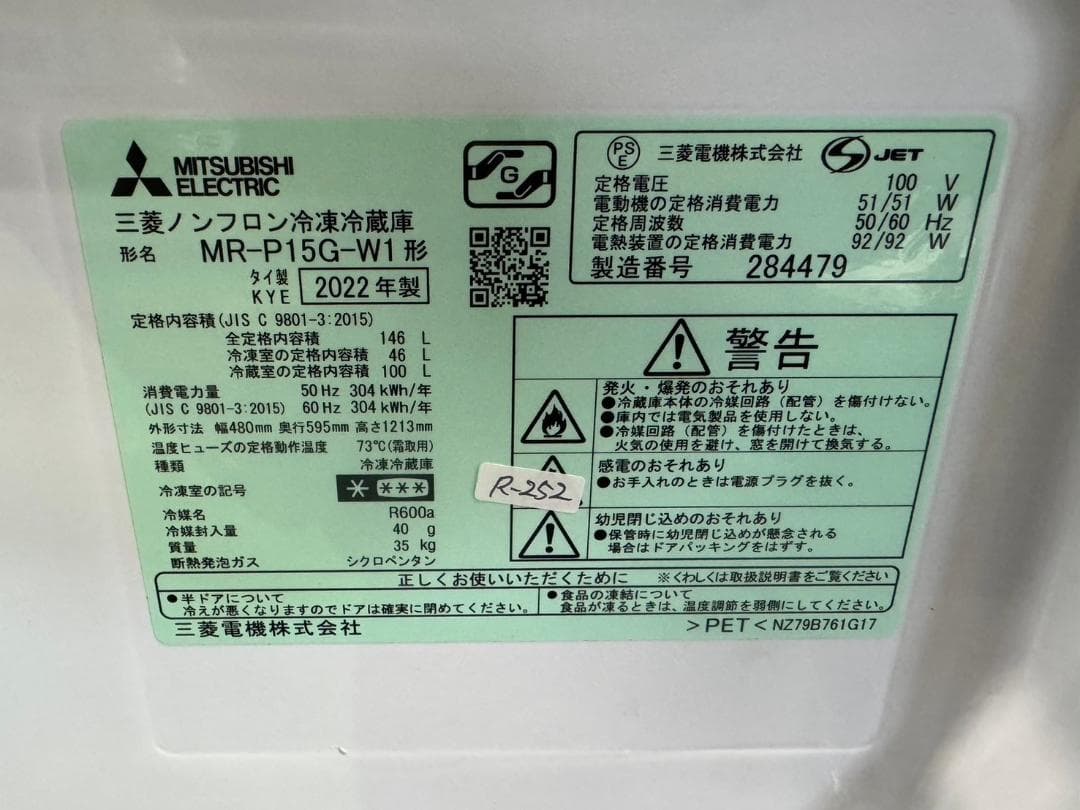 MITSUBISHI
ELECTRIC
三菱ノンフロン冷凍冷蔵庫
形名 MR-P15G-W1形
タイ製
KYE 2022年製
定格内容積(JIS C 9801-3:2015)
全定格内容積 146 L
冷凍室の定格内容積 46 L
冷蔵室の定格内容積 100 L
消費電力量 50Hz 304kWh/年
(JIS C 9801-3:2015) 60Hz 304kWh/年
外形寸法 幅480mm 奥行595mm 高さ1213mm
温度ヒューズの定格動作温度 73℃(霜取用)
種類 冷凍冷蔵庫
冷凍室の記号 * ***
冷媒名 R600a
冷媒封入量 40 g
質量 35 kg
断熱発泡ガス シクロペンタン
G
PS
E
三菱電機株式会社 JET
定格電圧 100 V
電動機の定格消費電力 51/51 W
定格周波数 50/60 Hz
電熱装置の定格消費電力 92/92 W
製造番号 284479
警告
発火・爆発のおそれあり
●冷蔵庫本体の冷媒回路(配管)を傷付けない。
●庫内では電気製品を使用しない。
●冷媒回路(配管)を傷付けたときは、
火気の使用を避け、窓を開けて換気する。
感電のおそれあり
●お手入れのときは電源プラグを抜く。
R-252
幼児閉じ込めのおそれあり
●保管時に幼児閉じ込めが懸念される
場合はドアパッキングをはずす。
正しくお使いいただくために ※くわしくは取扱説明書をご覧ください
●半ドアについて
冷えが悪くなりますのでドアは確実に閉めてください。
●食品の凍結について
食品が凍るときは、温度調節を弱側にしてください。
三菱電機株式会社
>PET< NZ79B761G17